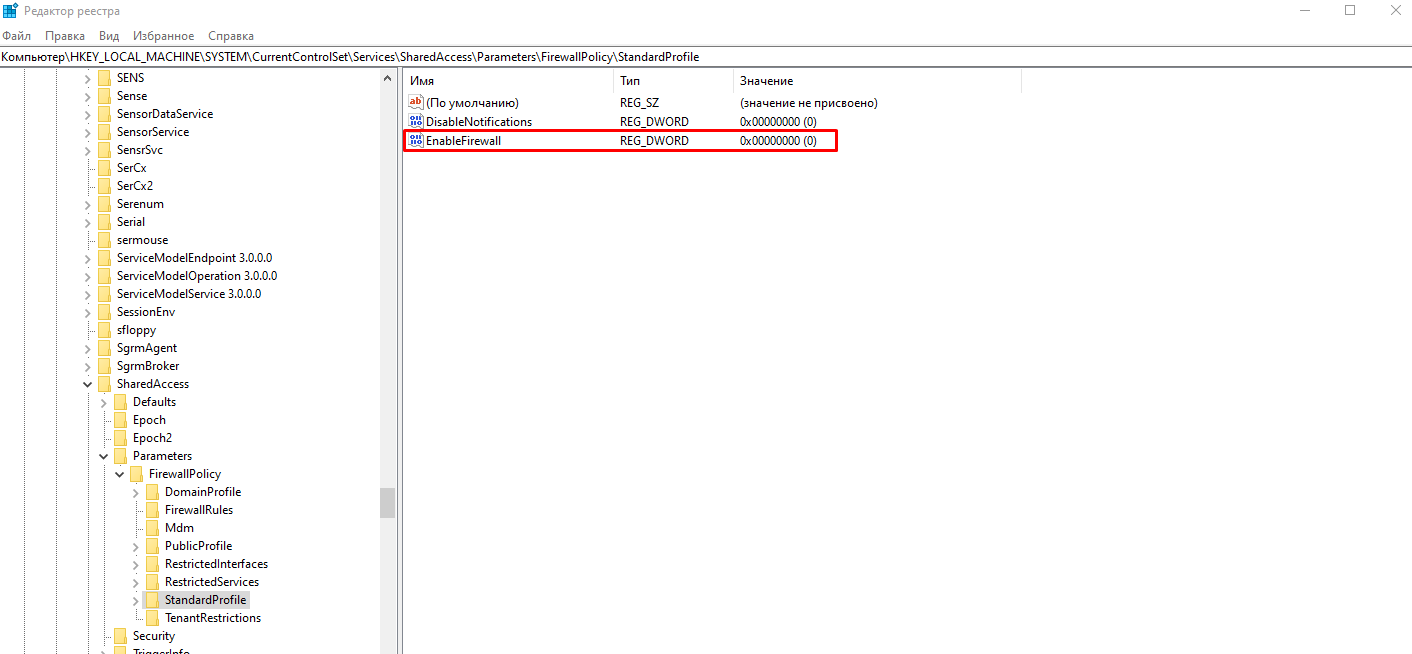 Редактор реестра
Файл Правка Вид Избранное Справка
Компьютер\HKEY_LOCAL_MACHINE\SYSTEM\CurrentControlSet\Services\SharedAccess\Parameters\FirewallPolicy\StandardProfile
SENS
Sense
SensorDataService
SensorService
SensrSvc
SerCx
SerCx2
Serenum
Serial
sermouse
ServiceModelEndpoint 3.0.0.0
ServiceModelOperation 3.0.0.0
ServiceModelService 3.0.0.0
SessionEnv
sfloppy
SgrmAgent
SgrmBroker
SharedAccess
Defaults
Epoch
Epoch2
Parameters
FirewallPolicy
DomainProfile
FirewallRules
Mdm
PublicProfile
RestrictedInterfaces
RestrictedServices
StandardProfile
TenantRestrictions
Security
TriggerInfo
Имя Тип Значение
ab (По умолчанию) REG_SZ (значение не присвоено)
DisableNotifications REG_DWORD 0x00000000 (0)
EnableFirewall REG_DWORD 0x00000000 (0)